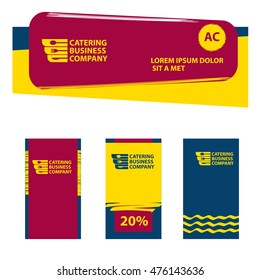 CATERING
BUSINESS
COMPANY
AC
LOREM IPSUM DOLOR
SIT A MET
CATERING
BUSINESS
COMPANY
CATERING
BUSINESS
COMPANY
20%
CATERING
BUSINESS
COMPANY
shutterstock.com · 476143636